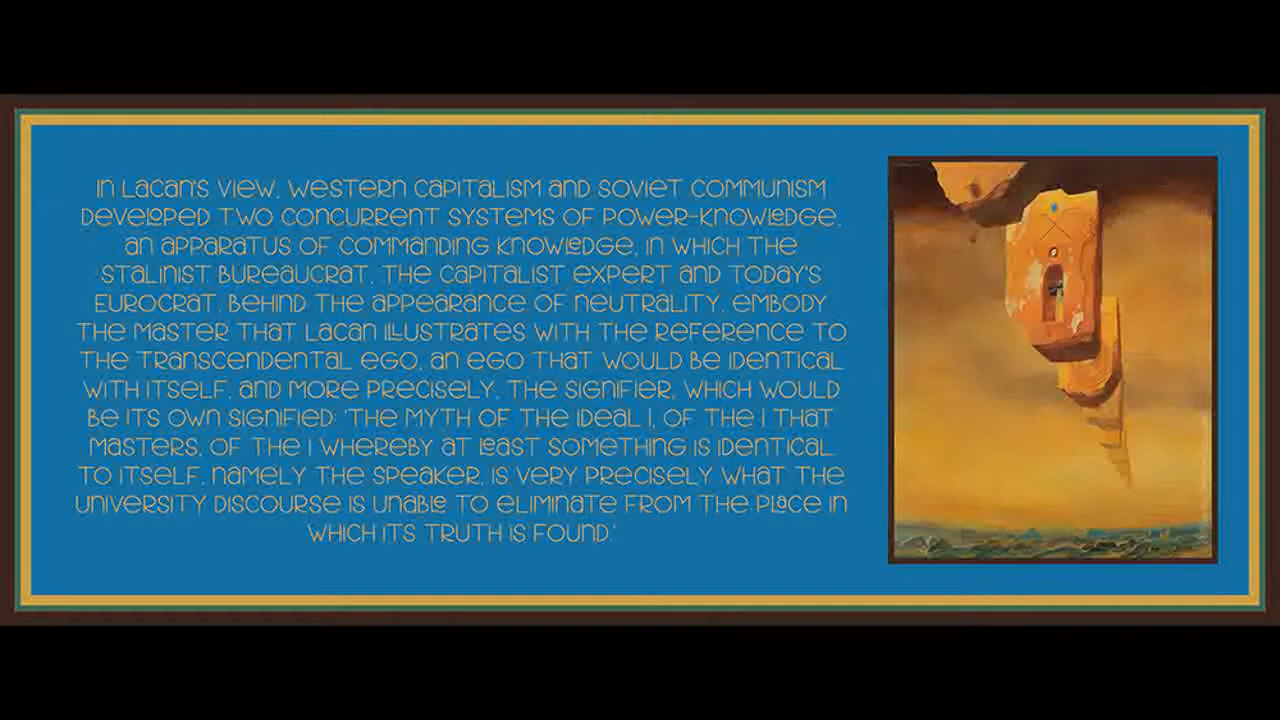 In Lacan's view, Western capitalism and Soviet communism
developed two concurrent systems of power-knowledge,
an apparatus of commanding knowledge, in which the
Stalinist bureaucrat, the capitalist expert and today's
Eurocrat, behind the appearance of neutrality, embody
the master that Lacan illustrates with the reference to
the transcendental ego, an ego that would be identical
with itself, and more precisely, the signifier, which would
be its own signified: 'The myth of the ideal I, of the I that
masters, of the I whereby at least something is identical
to itself, namely the speaker, is very precisely what the
university discourse is unable to eliminate from the place in
which its truth is found.'